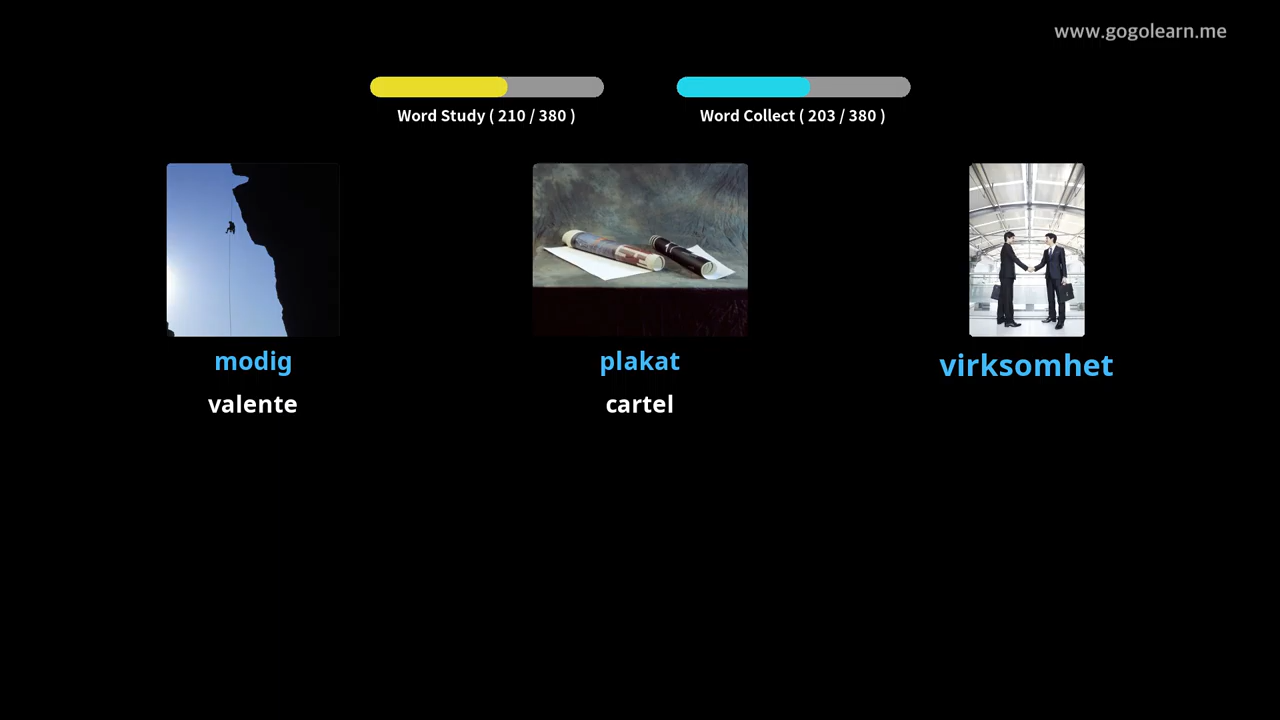 www.gogolearn.me
Word Study ( 210 / 380 )
Word Collect ( 203 / 380 )
modig
plakat
virksomhet
valente
cartel